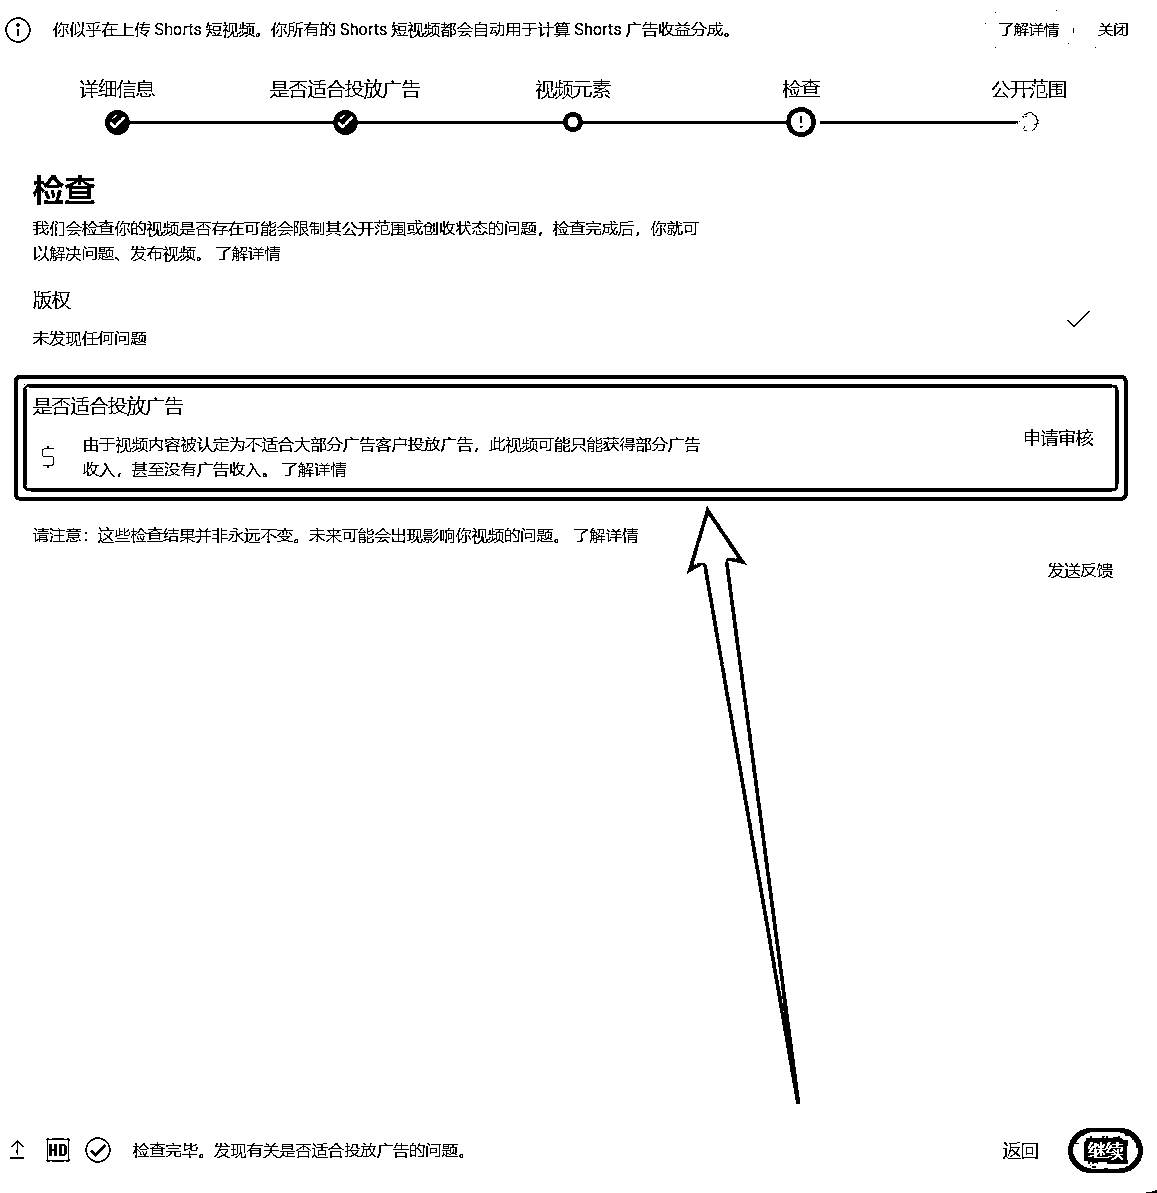 你似乎在上传 Shorts 短视频。你所有的 Shorts 短视频都会自动用于计算 Shorts 广告收益分成。 了解详情 关闭
详细信息 是否适合投放广告 视频元素 检查 公开范围
检查
我们会检查你的视频是否存在可能会限制其公开范围或创收状态的问题，检查完成后，你就可
以解决问题、发布视频。 了解详情
版权
未发现任何问题
是否适合投放广告
由于视频内容被认定为不适合大部分广告客户投放广告，此视频可能只能获得部分广告
收入，甚至没有广告收入。 了解详情
申请审核
请注意：这些检查结果并非永远不变。未来可能会出现影响你视频的问题。 了解详情
发送反馈
HD 检查完毕。发现有关是否适合投放广告的问题。 返回 继续